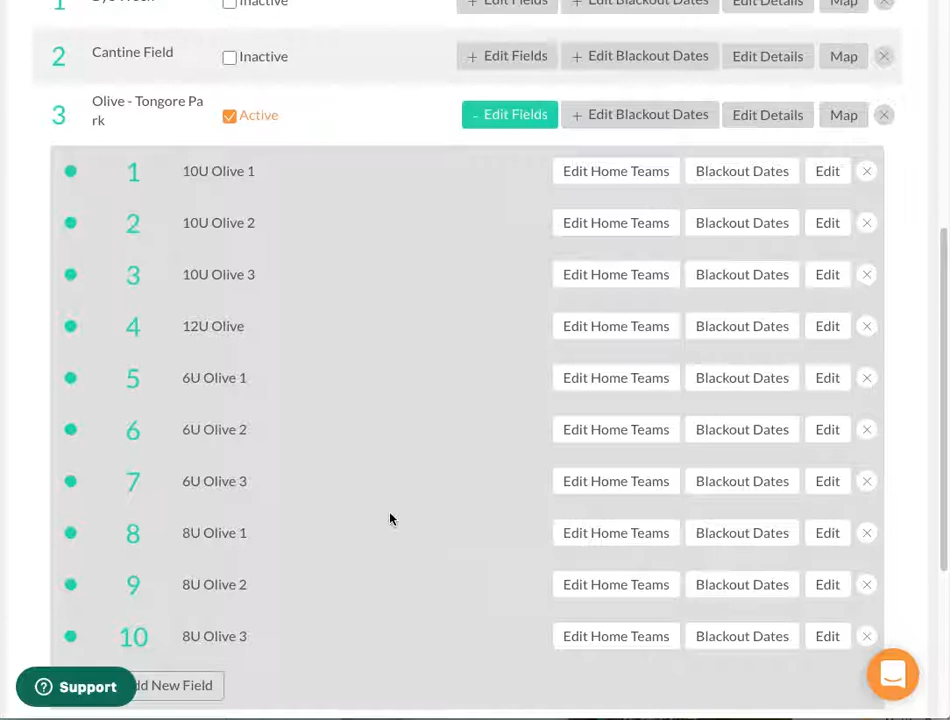 1 Inactive + Edit Fields + Edit Blackout Dates Edit Details Map
2 Cantine Field Inactive + Edit Fields + Edit Blackout Dates Edit Details Map
3 Olive - Tongore Pa
rk Active - Edit Fields + Edit Blackout Dates Edit Details Map
1 10U Olive 1 Edit Home Teams Blackout Dates Edit
2 10U Olive 2 Edit Home Teams Blackout Dates Edit
3 10U Olive 3 Edit Home Teams Blackout Dates Edit
4 12U Olive Edit Home Teams Blackout Dates Edit
5 6U Olive 1 Edit Home Teams Blackout Dates Edit
6 6U Olive 2 Edit Home Teams Blackout Dates Edit
7 6U Olive 3 Edit Home Teams Blackout Dates Edit
8 8U Olive 1 Edit Home Teams Blackout Dates Edit
9 8U Olive 2 Edit Home Teams Blackout Dates Edit
10 8U Olive 3 Edit Home Teams Blackout Dates Edit
Support dd New Field